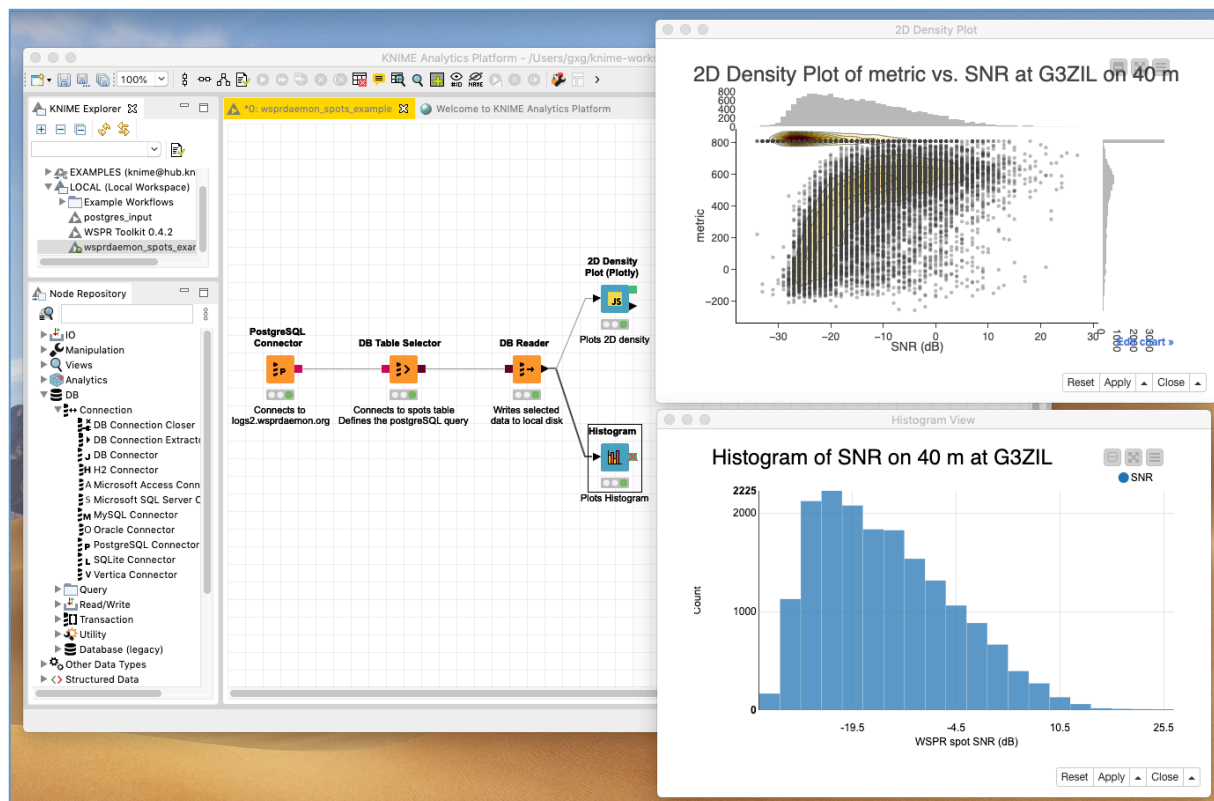 KNIME Analytics Platform - /Users/gxg/knime-works
100%
KNIME Explorer
EXAMPLES (knime@hub.kn
LOCAL (Local Workspace)
Example Workflows
postgres_input
WSPR Toolkit 0.4.2
wsprdaemon_spots_exar
Node Repository
IO
Manipulation
Views
Analytics
DB
Connection
DB Connection Closer
DB Connection Extracto
DB Connector
H2 Connector
Microsoft Access Conn
Microsoft SQL Server C
MySQL Connector
Oracle Connector
PostgreSQL Connector
SQLite Connector
Vertica Connector
Query
Read/Write
Transaction
Utility
Database (legacy)
Other Data Types
Structured Data
*0: wsprdaemon_spots_example
Welcome to KNIME Analytics Platform
PostgreSQL
Connector
Connects to
logs2.wsprdaemon.org
DB Table Selector
Connects to spots table
Defines the postgreSQL query
DB Reader
Writes selected
data to local disk
2D Density
Plot (Plotly)
JS
Plots 2D density
Histogram
Plots Histogram
2D Density Plot
2D Density Plot of metric vs. SNR at G3ZIL on 40 m
800
600
400
200
0
800
600
400
200
0
−200
metric
−30
−20
−10
0
10
20
30
SNR (dB)
0
1000
2000
3000
Edit chart »
Reset
Apply
Close
Histogram View
Histogram of SNR on 40 m at G3ZIL
SNR
2225
2000
1000
0
Count
-19.5
-4.5
10.5
25.5
WSPR spot SNR (dB)
Reset
Apply
Close